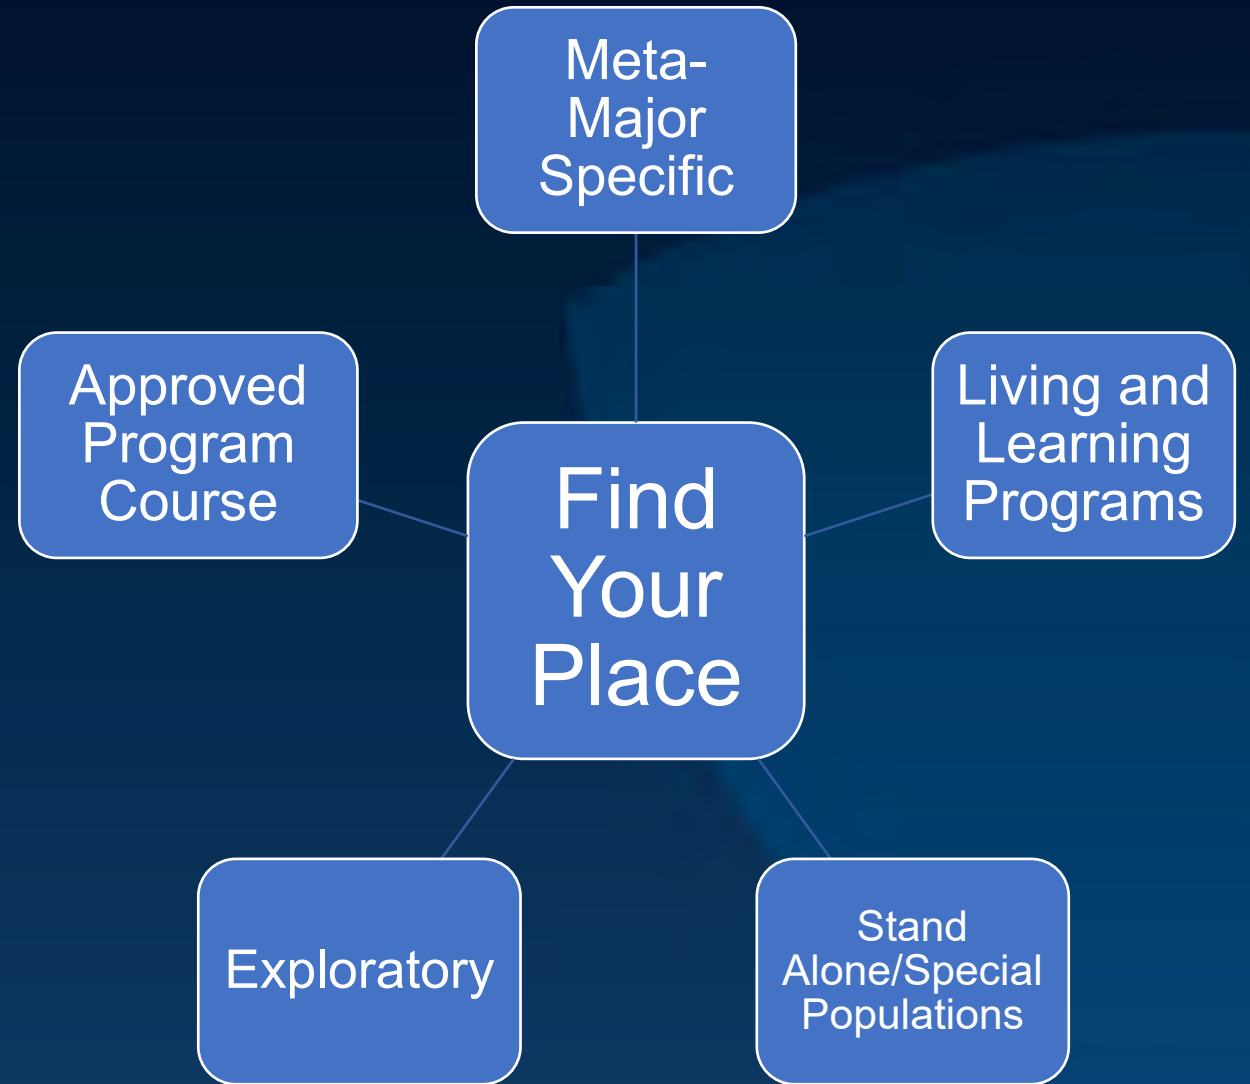 Meta-
Major
Specific
Approved
Program
Course
Living and
Learning
Programs
Find
Your
Place
Exploratory
Stand
Alone/Special
Populations